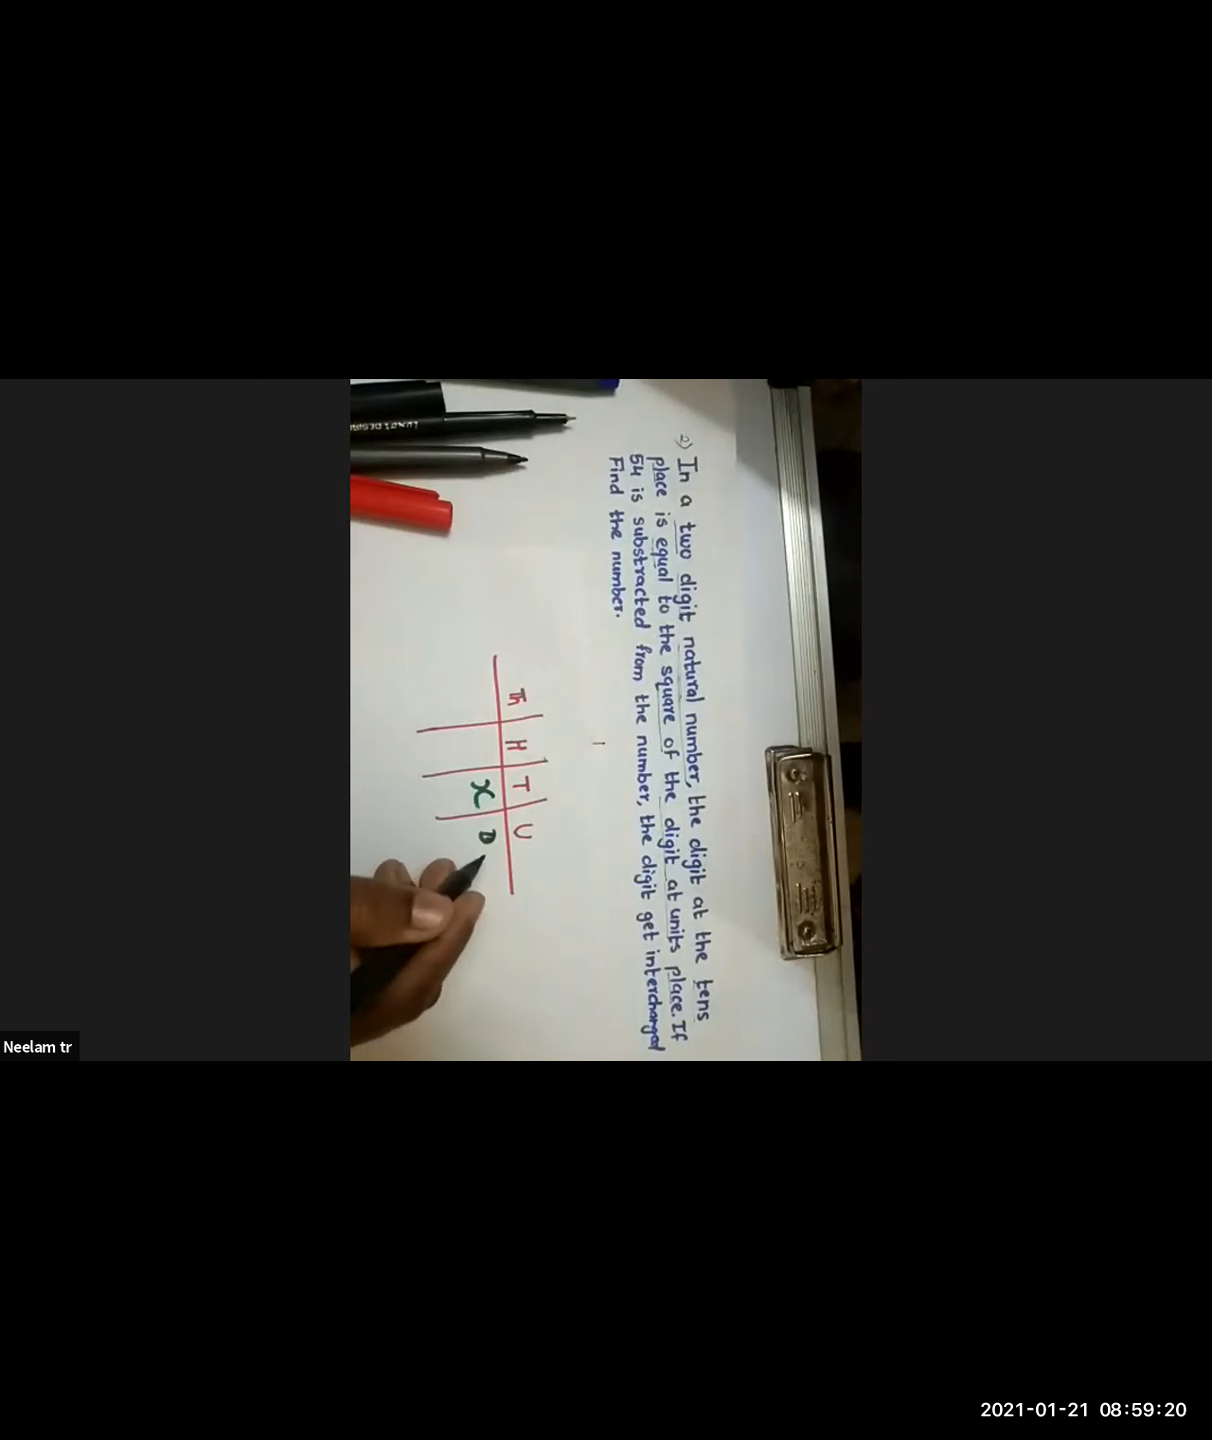 2) In a two digit natural number, the digit at the tens
place is equal to the square of the digit at units place. If
54 is substracted from the number, the digit get interchanged
Find the number.
Th H T U
X D
Neelam tr
2021-01-21 08:59:20